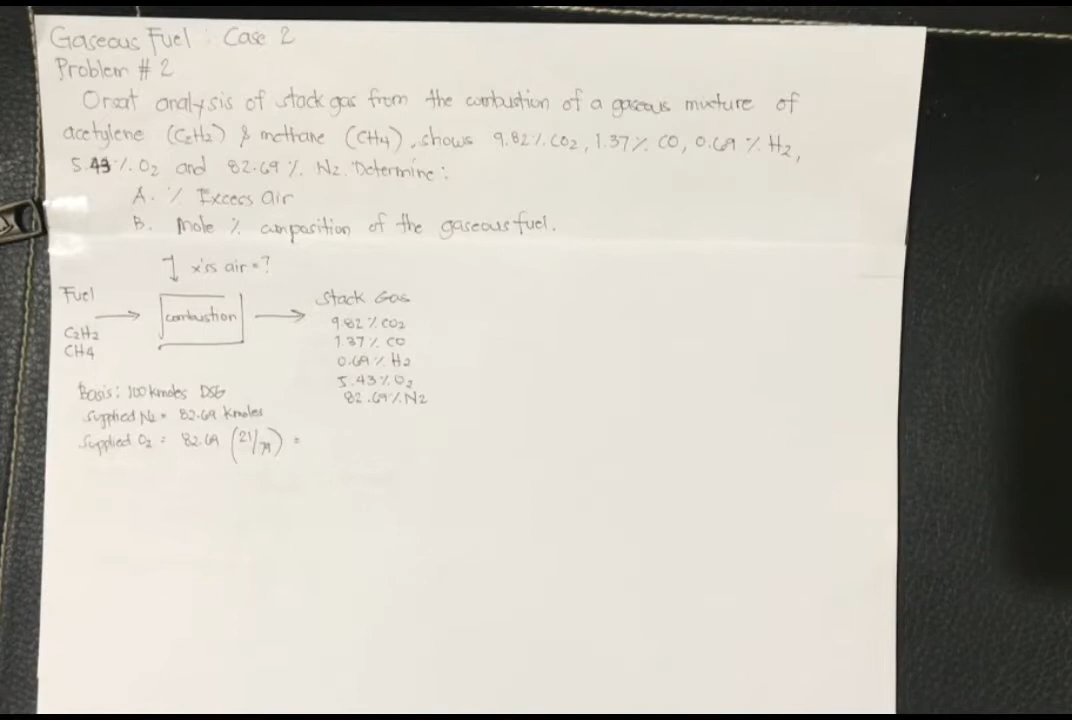 Gaseous Fuel : Case 2
Problem # 2
Orsat analysis of stack gas from the combustion of a gaseous mixture of
acetylene (C2H2) & methane (CH4), shows 9.82% CO2, 1.37% CO, 0.69% H2,
5.43% O2 and 82.69% N2. Determine:
A. % Excess air
B. Mole % composition of the gaseous fuel.
x's air = ?
Fuel
C2H2
CH4
combustion
Stack Gas
9.82% CO2
1.37% CO
0.69% H2
5.43% O2
82.69% N2
Basis: 100 kmoles DSG
Supplied N2 = 82.69 kmoles
Supplied O2 = 82.69 (21/79) =